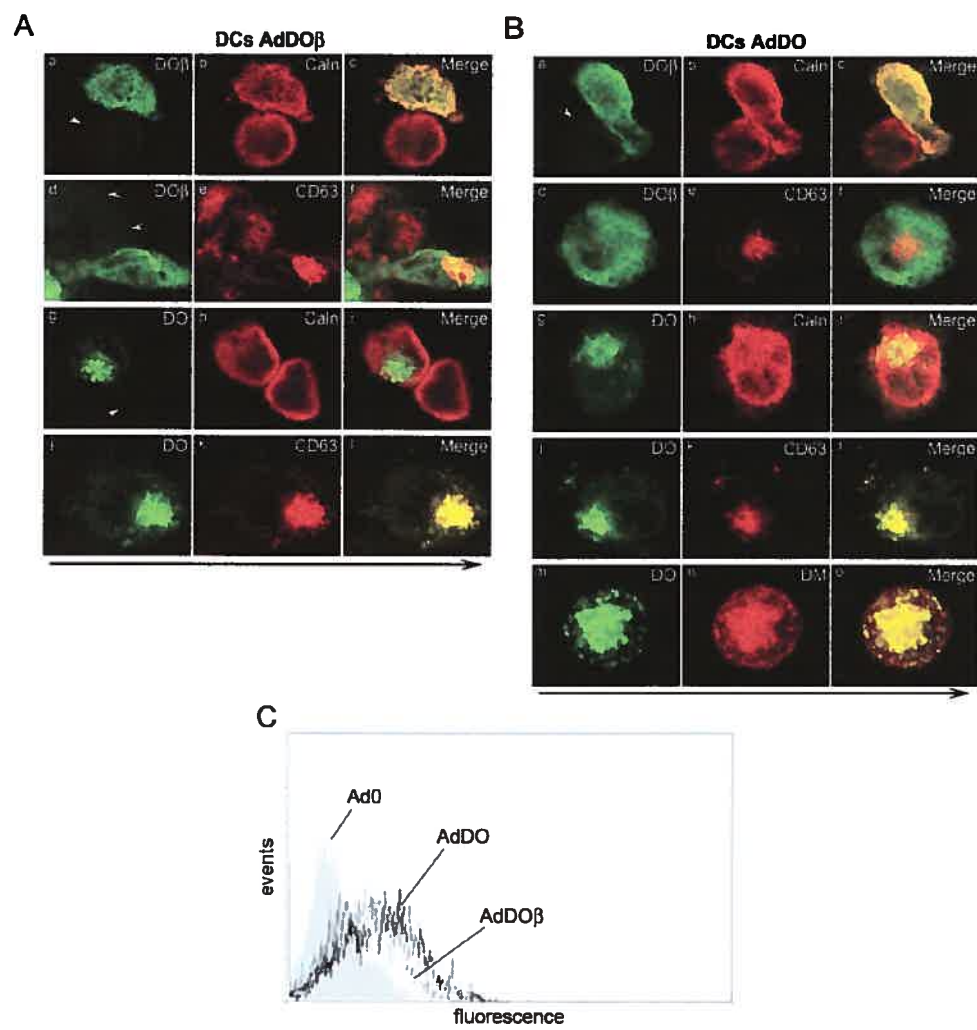 A
DCs AdDOβ
a DOβ b Caln c Merge
d DOβ e CD63 f Merge
g DO h Caln i Merge
j DO k CD63 l Merge
B
DCs AdDO
a DOβ b Caln c Merge
d DOβ e CD63 f Merge
g DO h Caln i Merge
j DO k CD63 l Merge
m DO n DM o Merge
C
Ad0
AdDO
AdDOβ
events
fluorescence